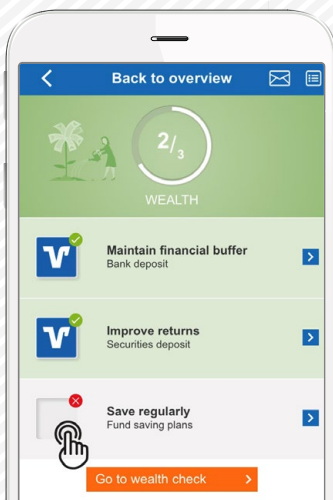 Back to overview
2/3
WEALTH
Maintain financial buffer
Bank deposit
Improve returns
Securities deposit
Save regularly
Fund saving plans
Go to wealth check